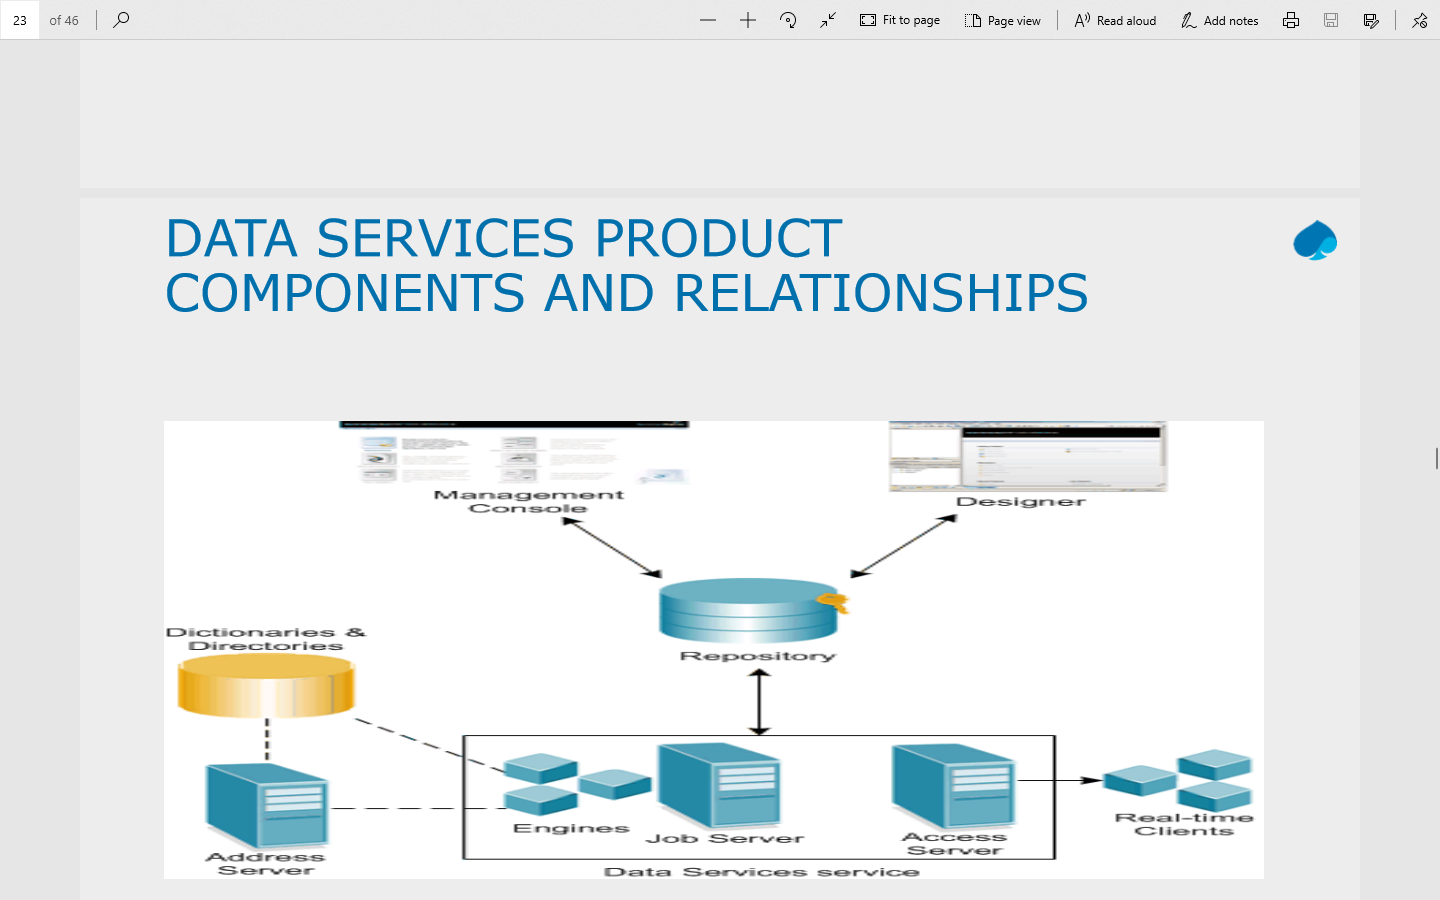 23 of 46 Fit to page Page view Read aloud Add notes
DATA SERVICES PRODUCT
COMPONENTS AND RELATIONSHIPS
Management
Console
Designer
Repository
Dictionaries &
Directories
Engines
Job Server
Access
Server
Real-time
Clients
Address
Server
Data Services service